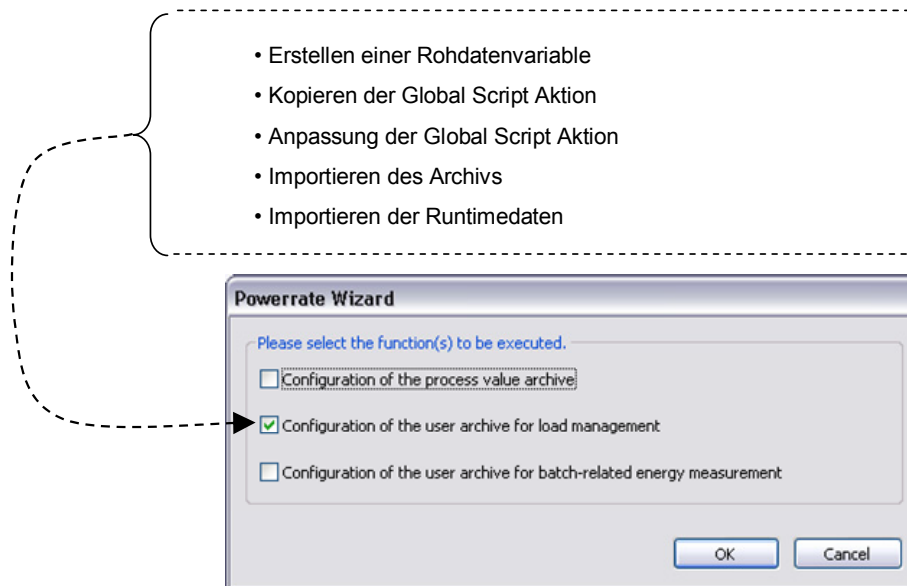 • Erstellen einer Rohdatenvariable
• Kopieren der Global Script Aktion
• Anpassung der Global Script Aktion
• Importieren des Archivs
• Importieren der Runtimedaten
Powerrate Wizard
Please select the function(s) to be executed.
Configuration of the process value archive
Configuration of the user archive for load management
Configuration of the user archive for batch-related energy measurement
OK
Cancel